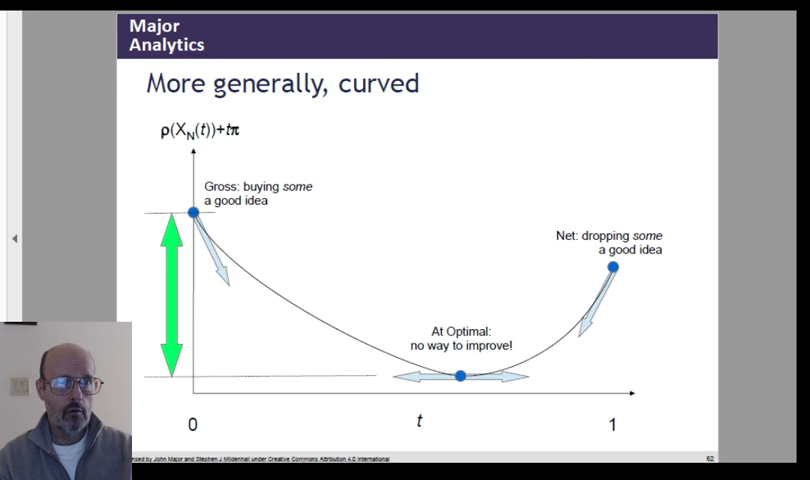 Major
Analytics
More generally, curved
ρ(X_N(t))+tπ
Gross: buying some
a good idea
Net: dropping some
a good idea
At Optimal:
no way to improve!
0
t
1
ensed by John Major and Stephen J Mildenhall under Creative Commons Attribution 4.0 International
62